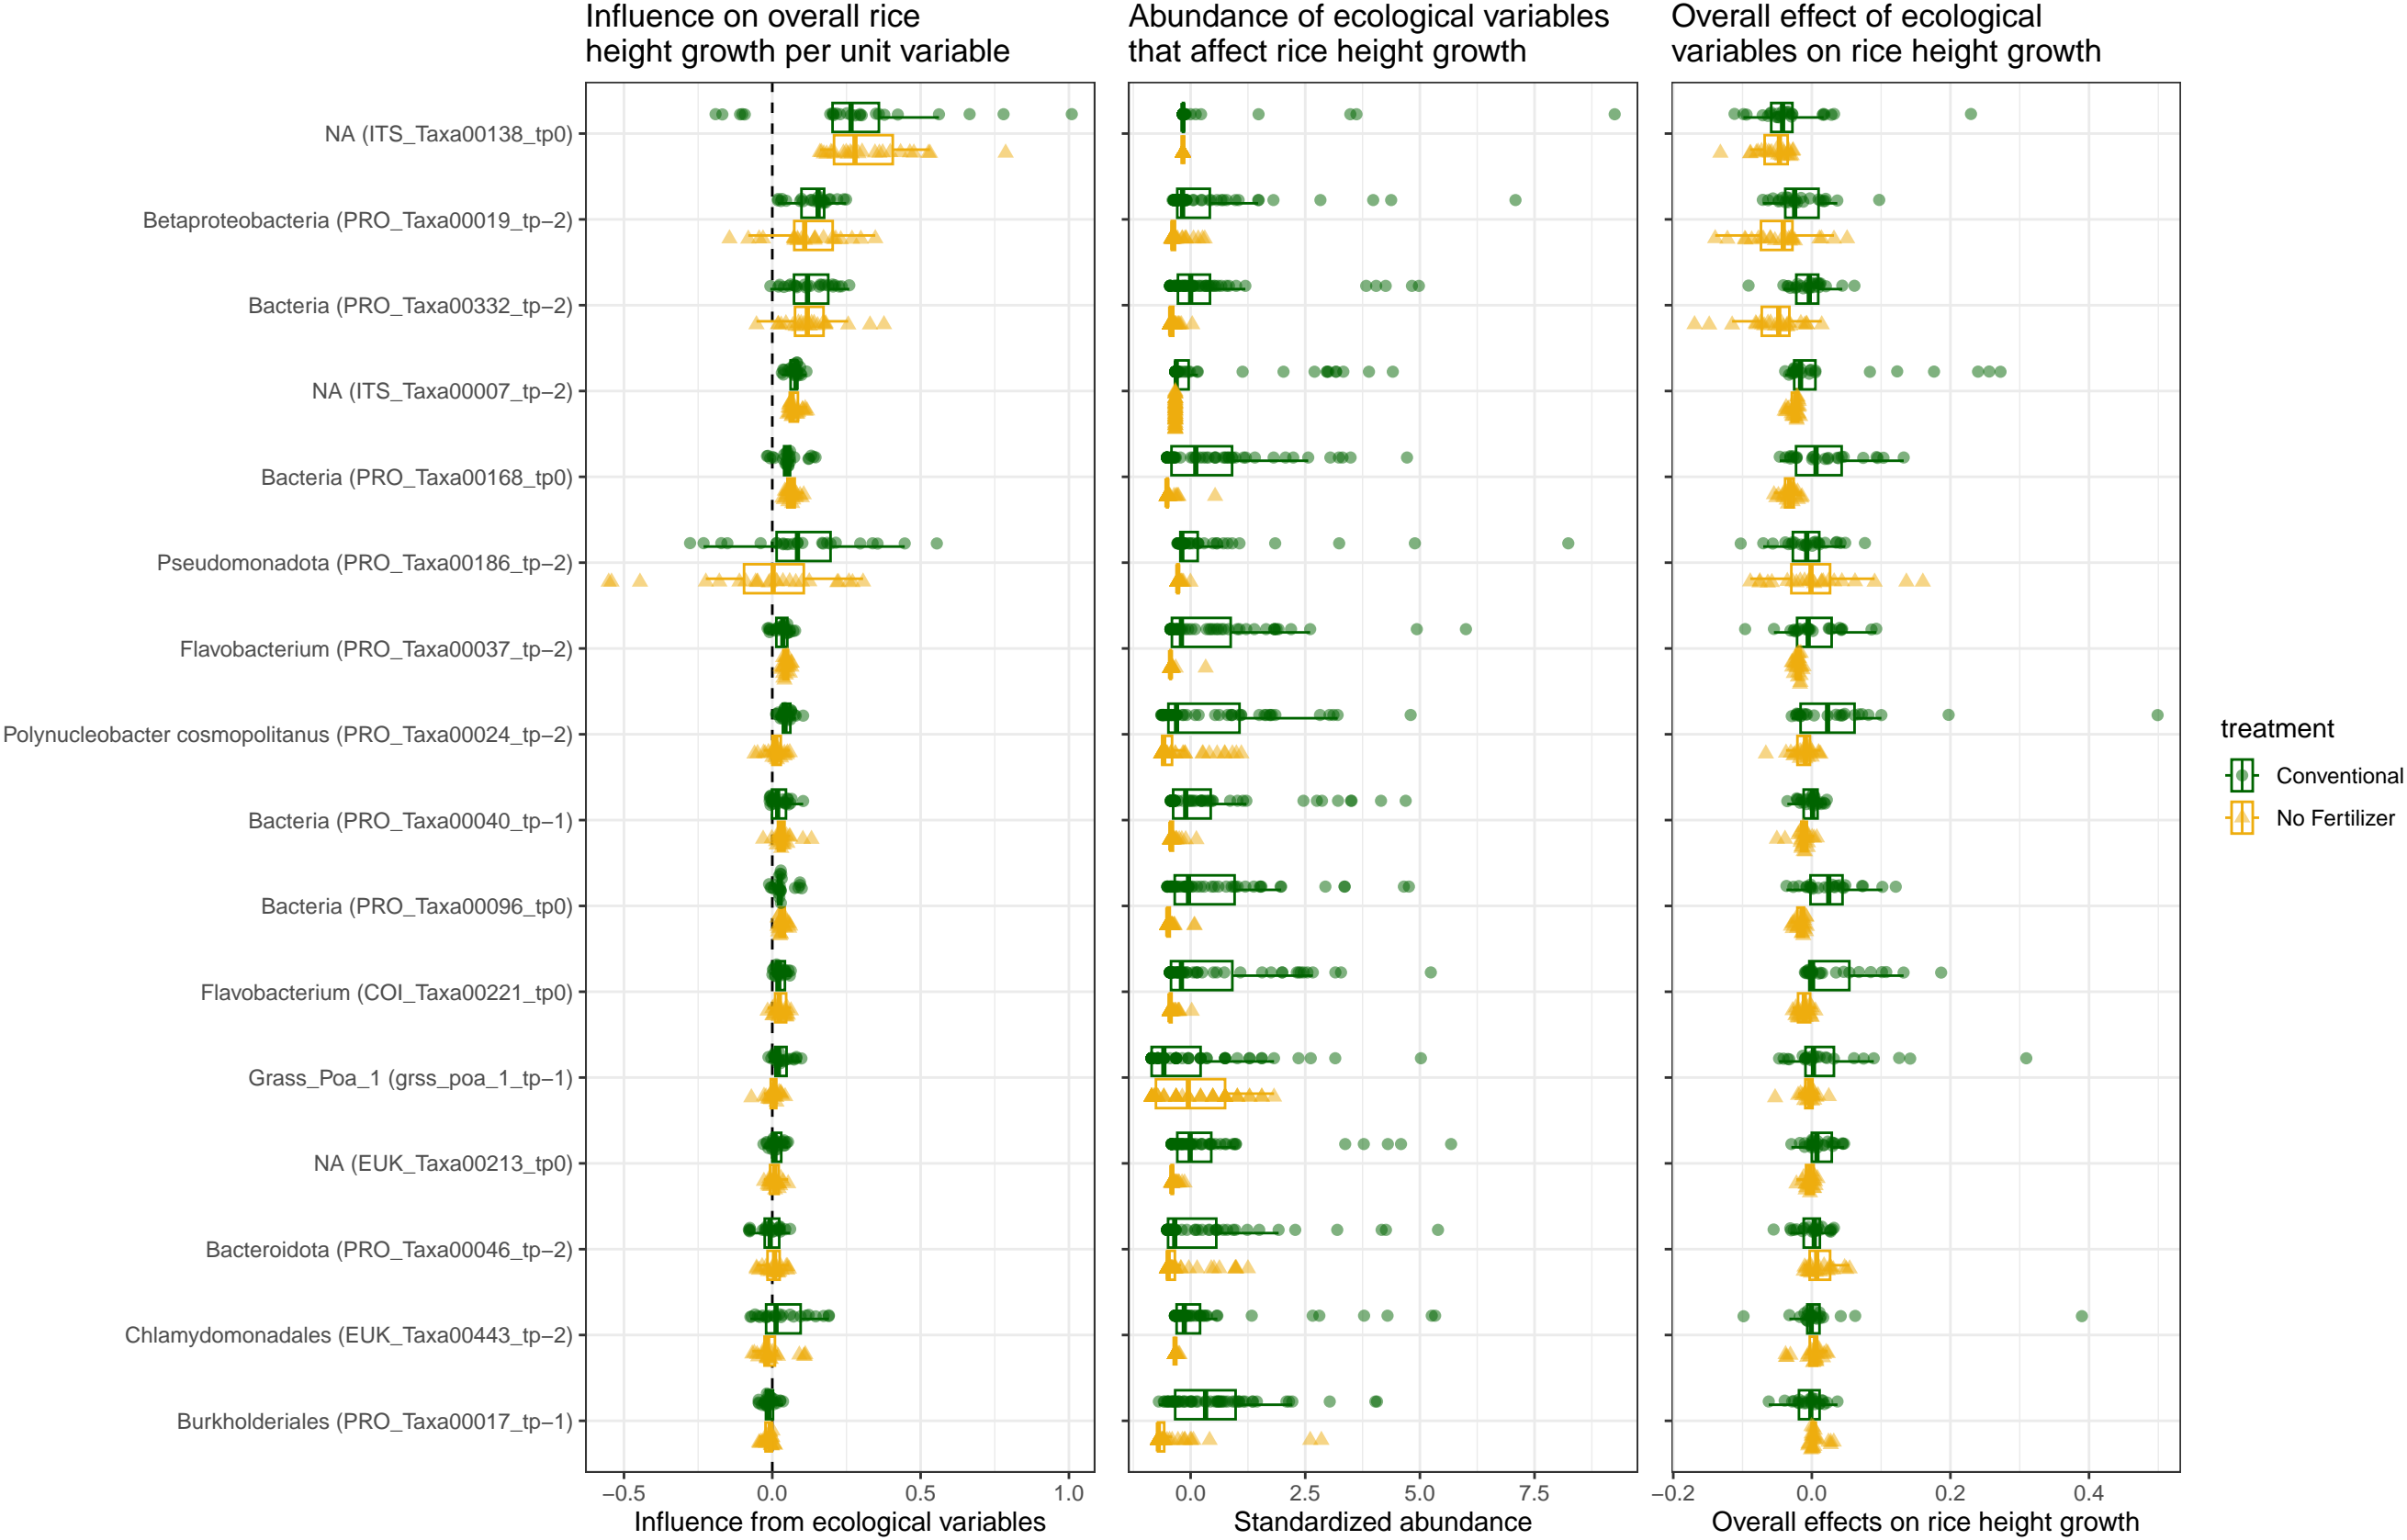 Influence on overall rice
height growth per unit variable
Abundance of ecological variables
that affect rice height growth
Overall effect of ecological
variables on rice height growth
NA (ITS_Taxa00138_tp0)
Betaproteobacteria (PRO_Taxa00019_tp−2)
Bacteria (PRO_Taxa00332_tp−2)
NA (ITS_Taxa00007_tp−2)
Bacteria (PRO_Taxa00168_tp0)
Pseudomonadota (PRO_Taxa00186_tp−2)
Flavobacterium (PRO_Taxa00037_tp−2)
Polynucleobacter cosmopolitanus (PRO_Taxa00024_tp−2)
Bacteria (PRO_Taxa00040_tp−1)
Bacteria (PRO_Taxa00096_tp0)
Flavobacterium (COI_Taxa00221_tp0)
Grass_Poa_1 (grss_poa_1_tp−1)
NA (EUK_Taxa00213_tp0)
Bacteroidota (PRO_Taxa00046_tp−2)
Chlamydomonadales (EUK_Taxa00443_tp−2)
Burkholderiales (PRO_Taxa00017_tp−1)
−0.5 0.0 0.5 1.0
Influence from ecological variables
0.0 2.5 5.0 7.5
Standardized abundance
−0.2 0.0 0.2 0.4
Overall effects on rice height growth
treatment
Conventional
No Fertilizer